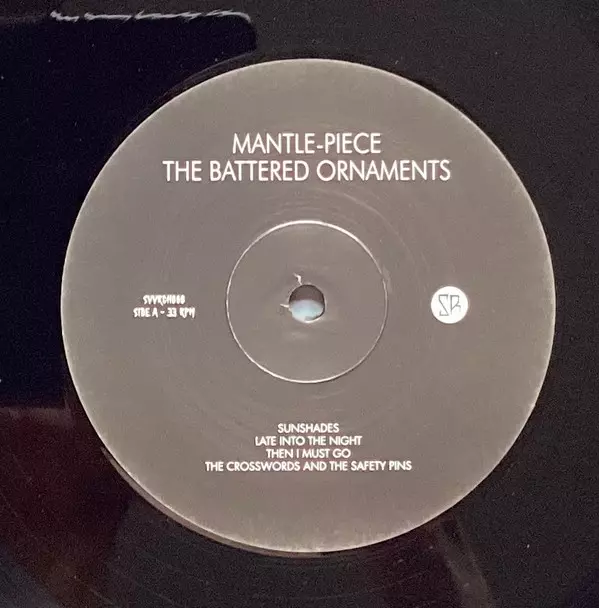 MANTLE-PIECE
THE BATTERED ORNAMENTS
SIDE A - 33 RPM
SR
SUNSHADES
LATE INTO THE NIGHT
THEN I MUST GO
THE CROSSWORDS AND THE SAFETY PINS